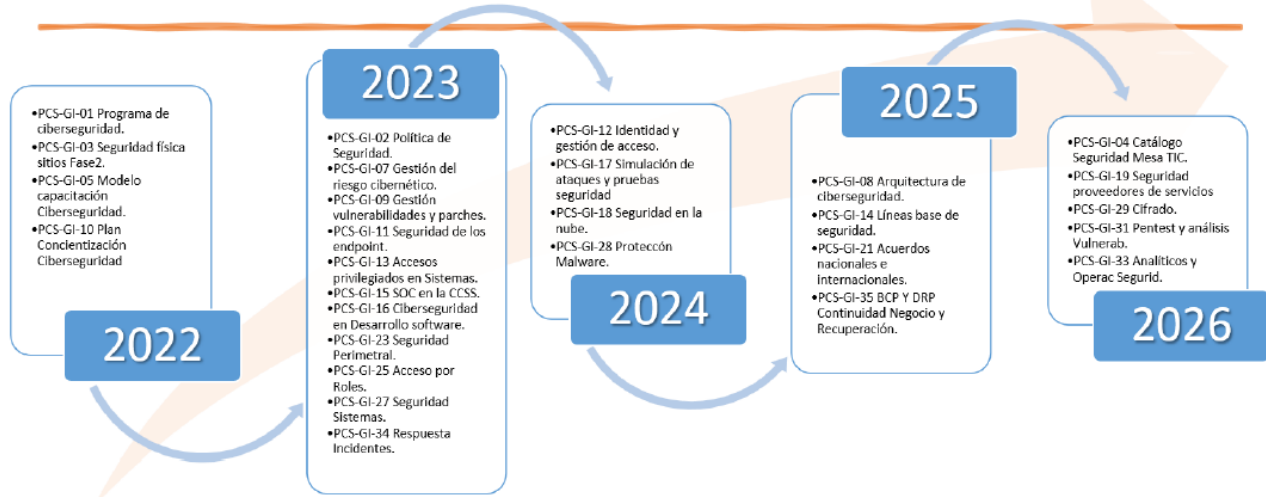 2022
•PCS-GI-01 Programa de
ciberseguridad.
•PCS-GI-03 Seguridad física
sitios Fase2.
•PCS-GI-05 Modelo
capacitación
Ciberseguridad.
•PCS-GI-10 Plan
Concientización
Ciberseguridad
2023
•PCS-GI-02 Política de
Seguridad.
•PCS-GI-07 Gestión del
riesgo cibernético.
•PCS-GI-09 Gestión
vulnerabilidades y parches.
•PCS-GI-11 Seguridad de los
endpoint.
•PCS-GI-13 Accesos
privilegiados en Sistemas.
•PCS-GI-15 SOC en la CCSS.
•PCS-GI-16 Ciberseguridad
en Desarrollo software.
•PCS-GI-23 Seguridad
Perimetral.
•PCS-GI-25 Acceso por
Roles.
•PCS-GI-27 Seguridad
Sistemas.
•PCS-GI-34 Respuesta
Incidentes.
•PCS-GI-12 Identidad y
gestión de acceso.
•PCS-GI-17 Simulación de
ataques y pruebas
seguridad
•PCS-GI-18 Seguridad en la
nube.
•PCS-GI-28 Proteccón
Malware.
2024
2025
•PCS-GI-08 Arquitectura de
ciberseguridad.
•PCS-GI-14 Líneas base de
seguridad.
•PCS-GI-21 Acuerdos
nacionales e
internacionales.
•PCS-GI-35 BCP Y DRP
Continuidad Negocio y
Recuperación.
•PCS-GI-04 Catálogo
Seguridad Mesa TIC.
•PCS-GI-19 Seguridad
proveedores de servicios
•PCS-GI-29 Cifrado.
•PCS-GI-31 Pentest y análisis
Vulnerab.
•PCS-GI-33 Analíticos y
Operac Segurid.
2026